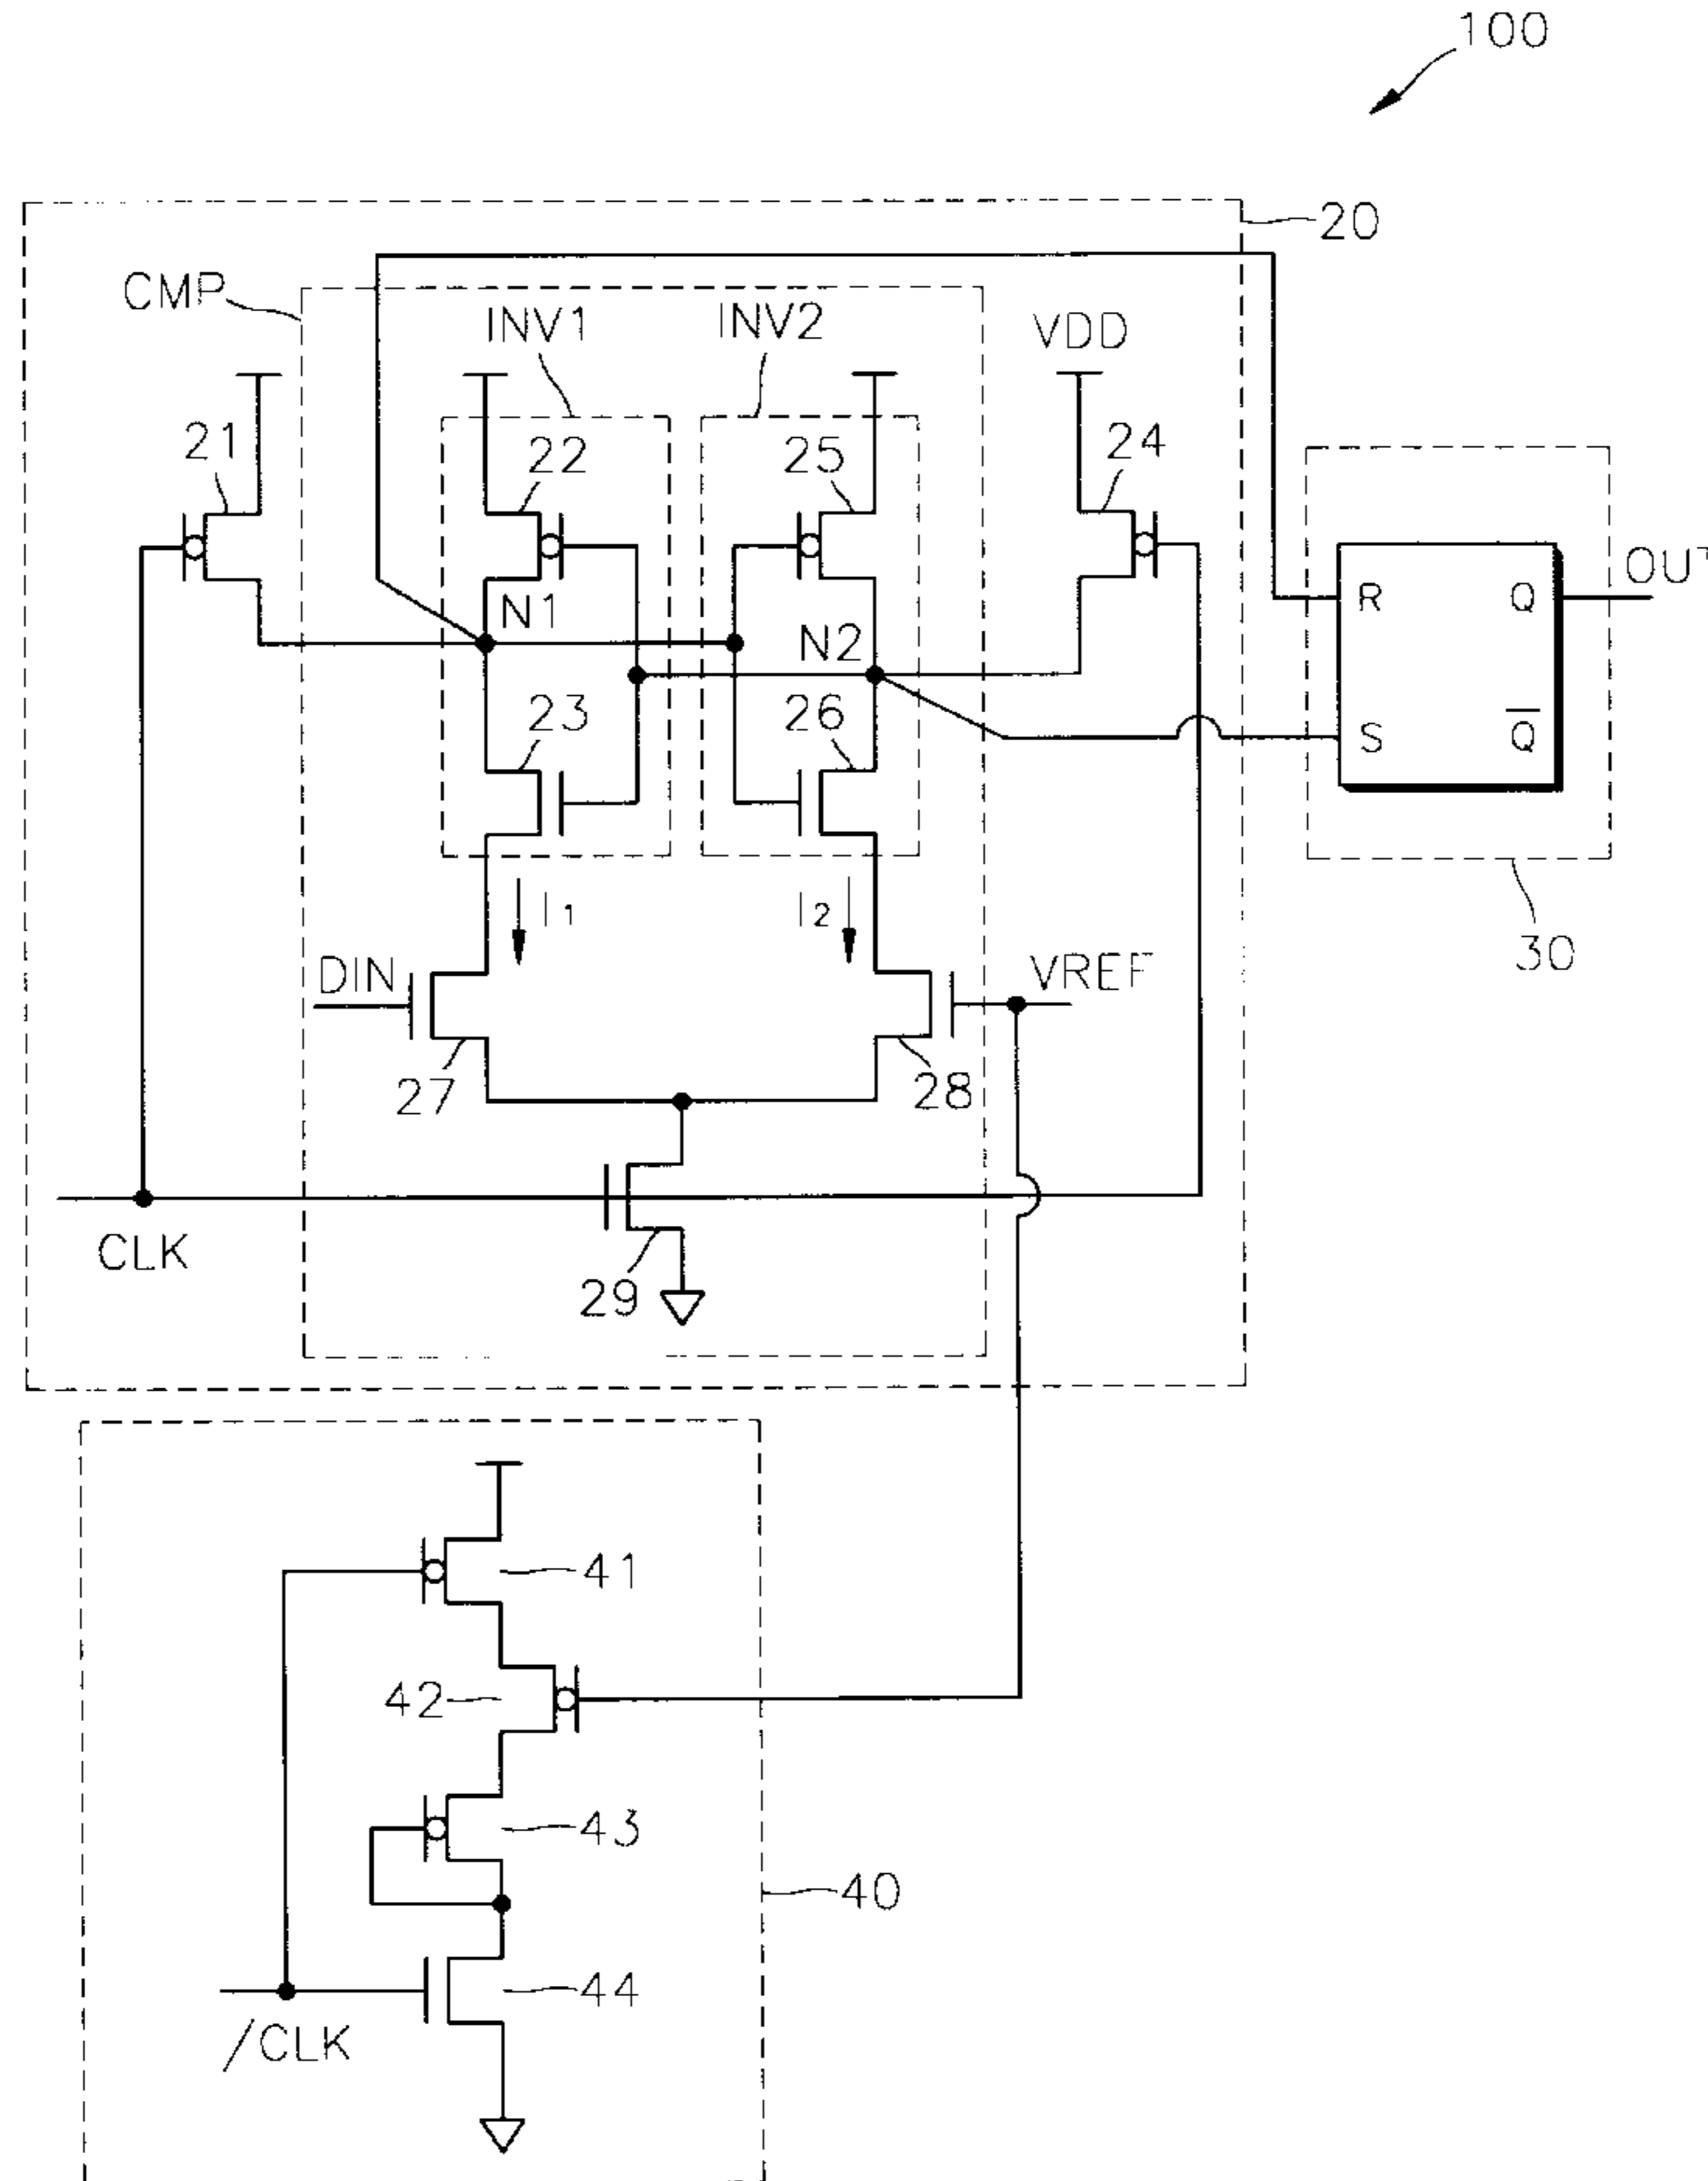 100
20
CMP
INV1
INV2
VDD
21
22
25
24
N1
N2
R
Q
OUT
23
26
S
Q
I1
I2
30
DIN
VREF
27
28
CLK
29
41
42
43
40
44
/CLK